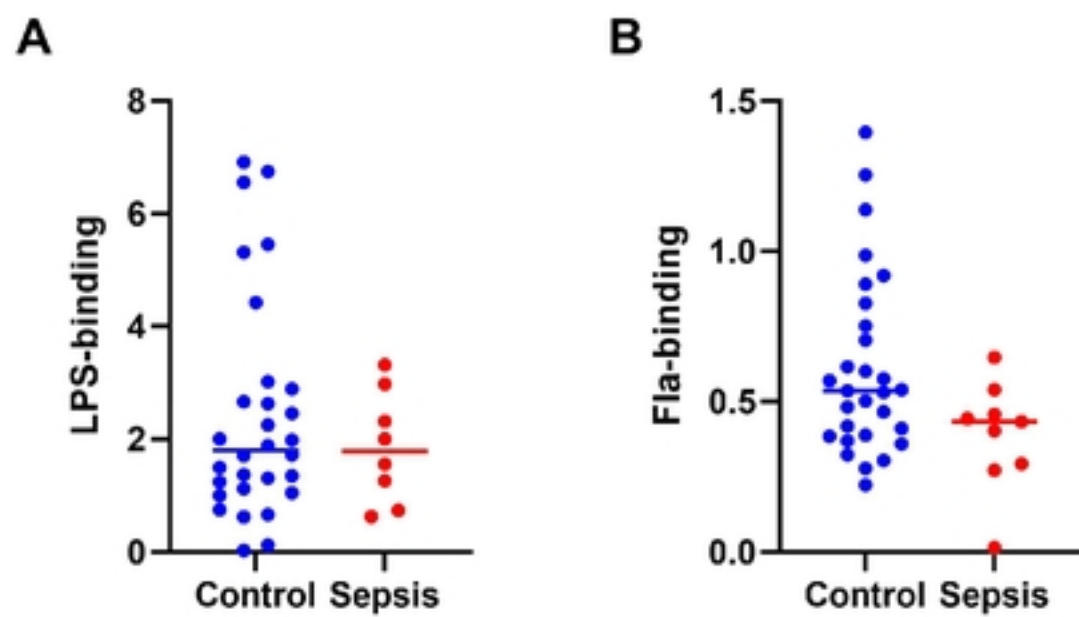 A
LPS-binding
8
6
4
2
0
Control Sepsis
B
Fla-binding
1.5
1.0
0.5
0.0
Control Sepsis